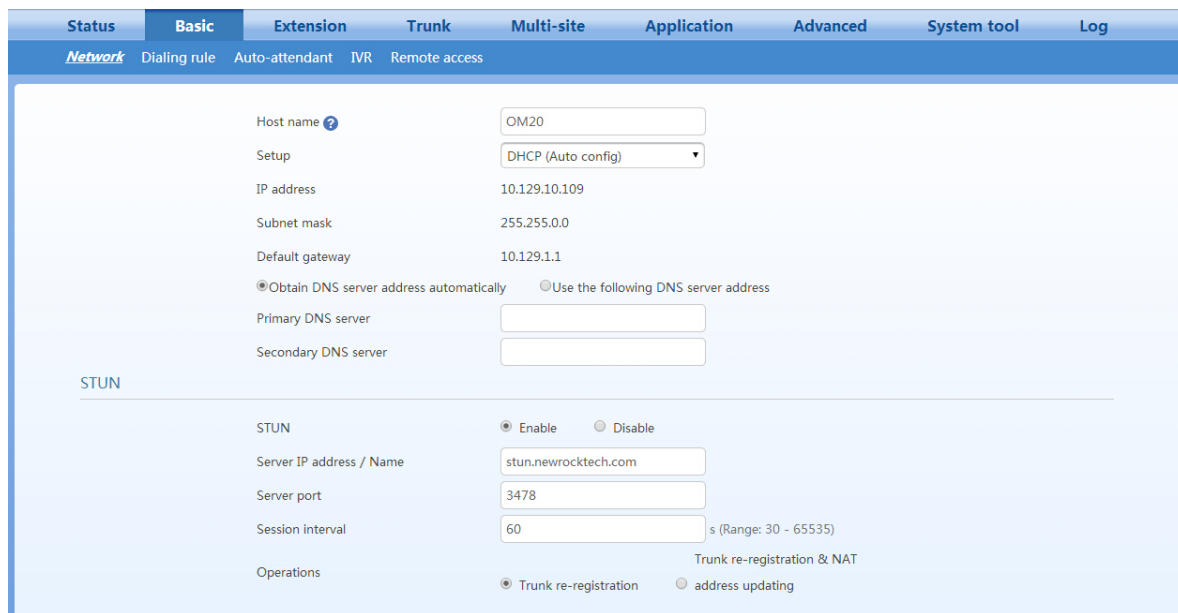 Status Basic Extension Trunk Multi-site Application Advanced System tool Log
Network Dialing rule Auto-attendant IVR Remote access
Host name ? OM20
Setup DHCP (Auto config)
IP address 10.129.10.109
Subnet mask 255.255.0.0
Default gateway 10.129.1.1
Obtain DNS server address automatically Use the following DNS server address
Primary DNS server
Secondary DNS server
STUN
STUN Enable Disable
Server IP address / Name stun.newrocktech.com
Server port 3478
Session interval 60 s (Range: 30 - 65535)
Operations Trunk re-registration Trunk re-registration & NAT
address updating